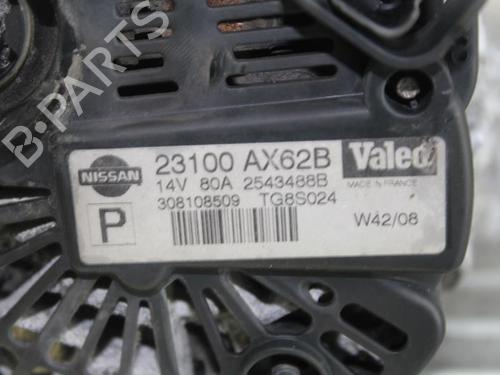 B-PARTS
NISSAN 23100 AX62B Valeo
14V 80A 2543488B MADE IN FRANCE
308108509 TG8S024
P W42/08